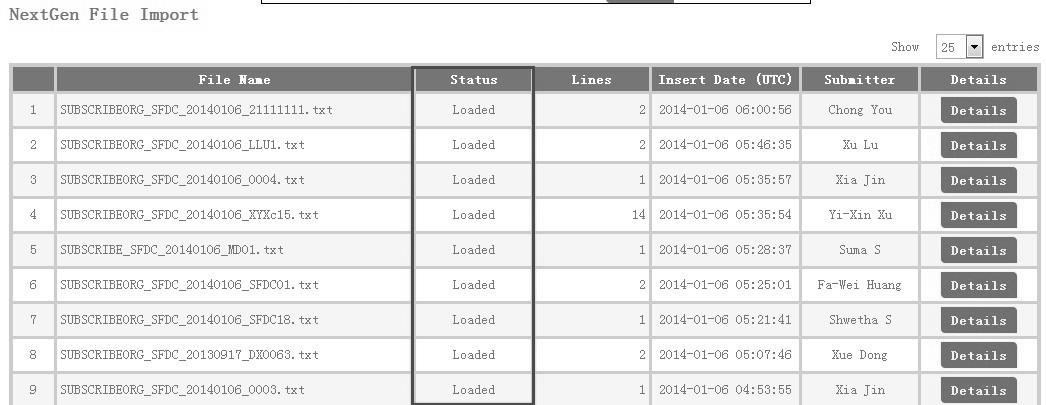 NextGen File Import
Show 25 entries
File Name Status Lines Insert Date (UTC) Submitter Details
1 SUBSCRIBEORG_SFDC_20140106_21111111.txt Loaded 2 2014-01-06 06:00:56 Chong You Details
2 SUBSCRIBEORG_SFDC_20140106_LLU1.txt Loaded 2 2014-01-06 05:46:35 Xu Lu Details
3 SUBSCRIBEORG_SFDC_20140106_0004.txt Loaded 1 2014-01-06 05:35:57 Xia Jin Details
4 SUBSCRIBEORG_SFDC_20140106_XYXc15.txt Loaded 14 2014-01-06 05:35:54 Yi-Xin Xu Details
5 SUBSCRIBE_SFDC_20140106_MD01.txt Loaded 1 2014-01-06 05:28:37 Suma S Details
6 SUBSCRIBEORG_SFDC_20140106_SFDC01.txt Loaded 2 2014-01-06 05:25:01 Fa-Wei Huang Details
7 SUBSCRIBEORG_SFDC_20140106_SFDC18.txt Loaded 1 2014-01-06 05:21:41 Shwetha S Details
8 SUBSCRIBEORG_SFDC_20130917_DX0063.txt Loaded 2 2014-01-06 05:07:46 Xue Dong Details
9 SUBSCRIBEORG_SFDC_20140106_0003.txt Loaded 1 2014-01-06 04:53:55 Xia Jin Details